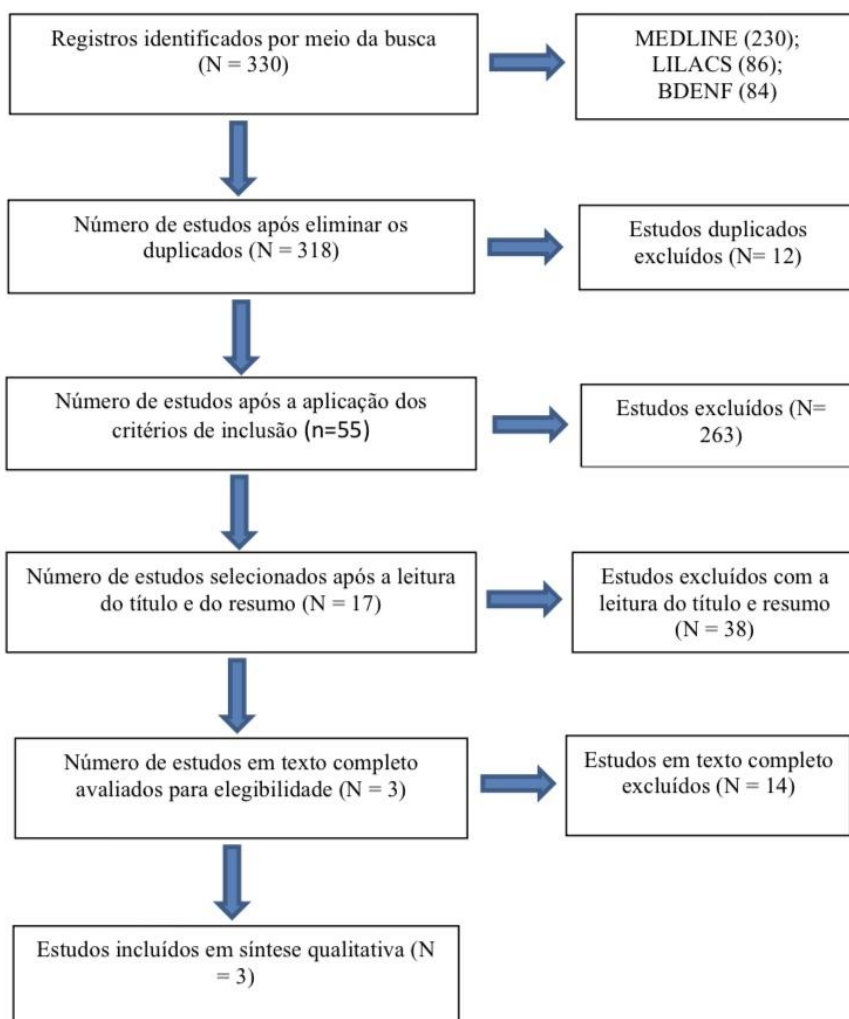 Registros identificados por meio da busca
(N = 330)
MEDLINE (230);
LILACS (86);
BDENF (84)
Número de estudos após eliminar os
duplicados (N = 318)
Estudos duplicados
excluídos (N= 12)
Número de estudos após a aplicação dos
critérios de inclusão (n=55)
Estudos excluídos (N=
263)
Número de estudos selecionados após a leitura
do título e do resumo (N = 17)
Estudos excluídos com a
leitura do título e resumo
(N = 38)
Número de estudos em texto completo
avaliados para elegibilidade (N = 3)
Estudos em texto completo
excluídos (N = 14)
Estudos incluídos em síntese qualitativa (N
= 3)